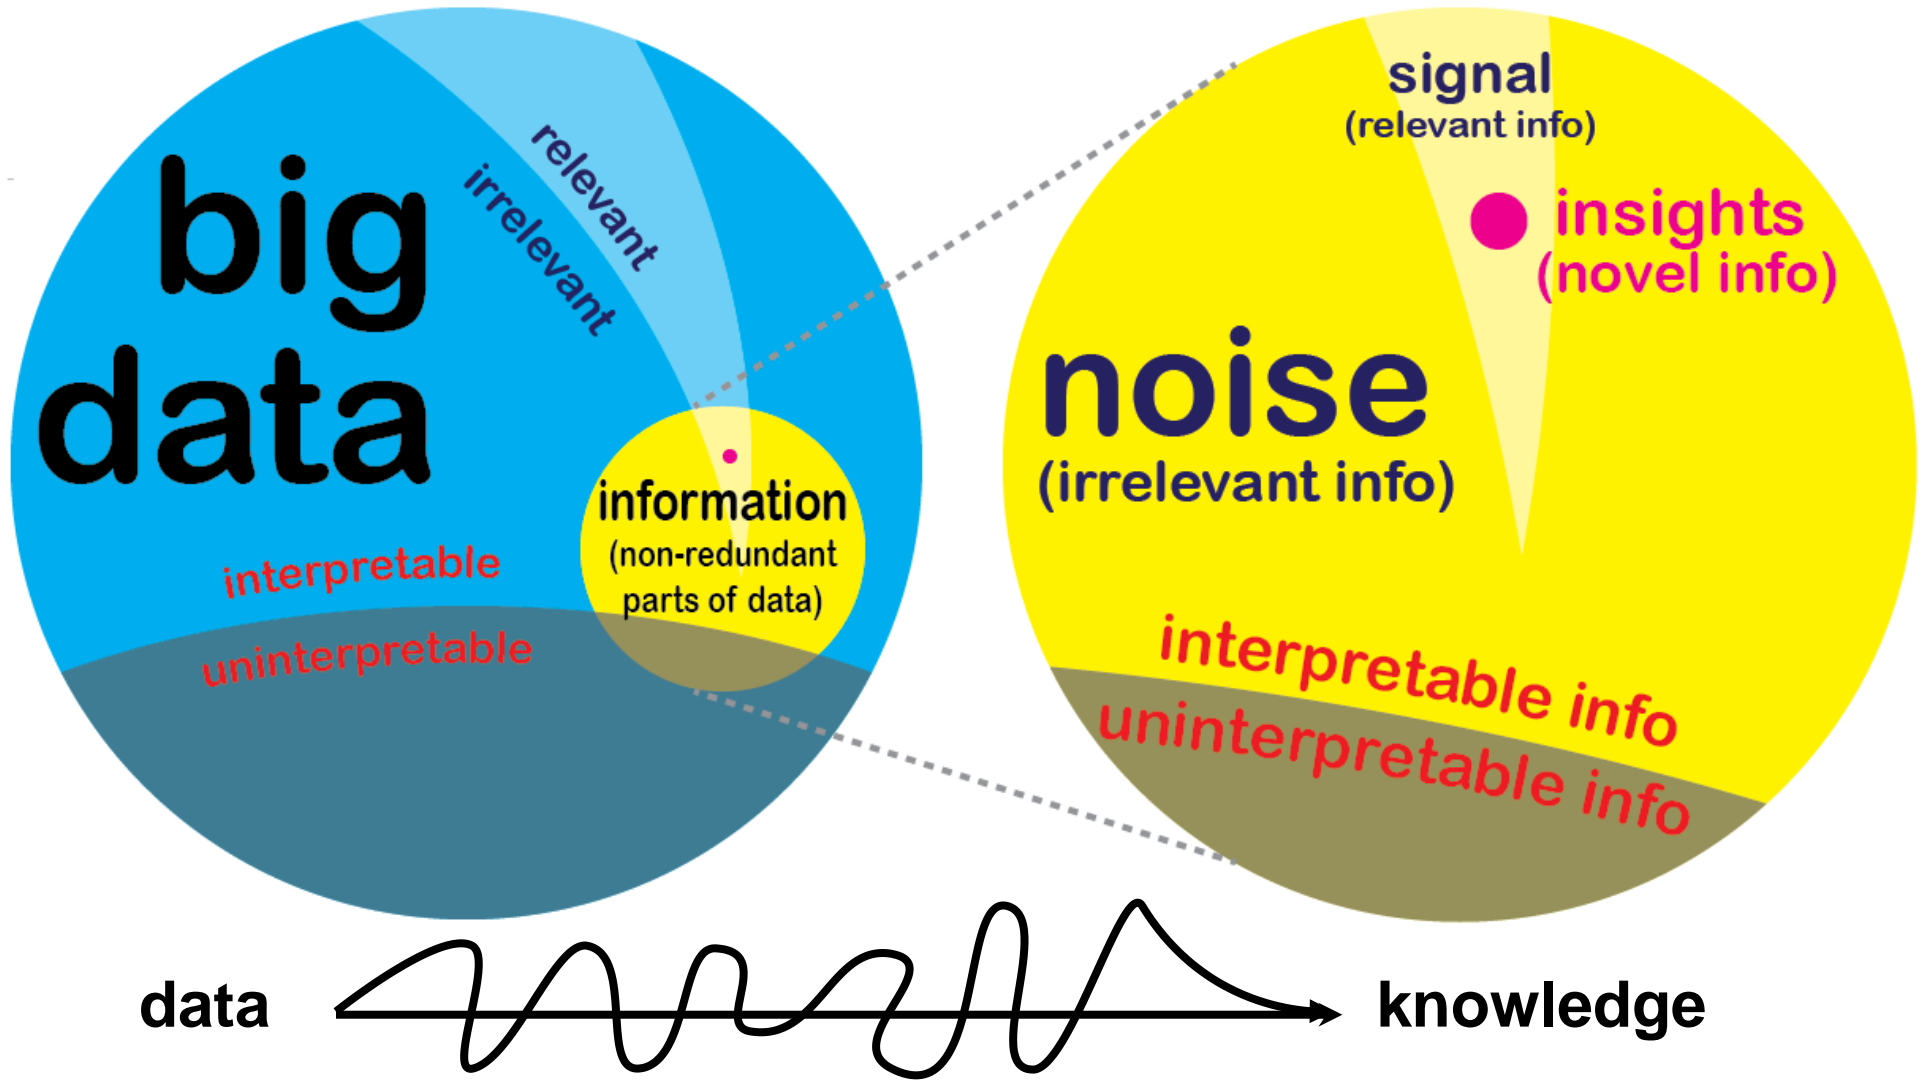 big
data
relevant
irrelevant
information
(non-redundant
parts of data)
interpretable
uninterpretable
signal
(relevant info)
insights
(novel info)
noise
(irrelevant info)
interpretable info
uninterpretable info
data
knowledge